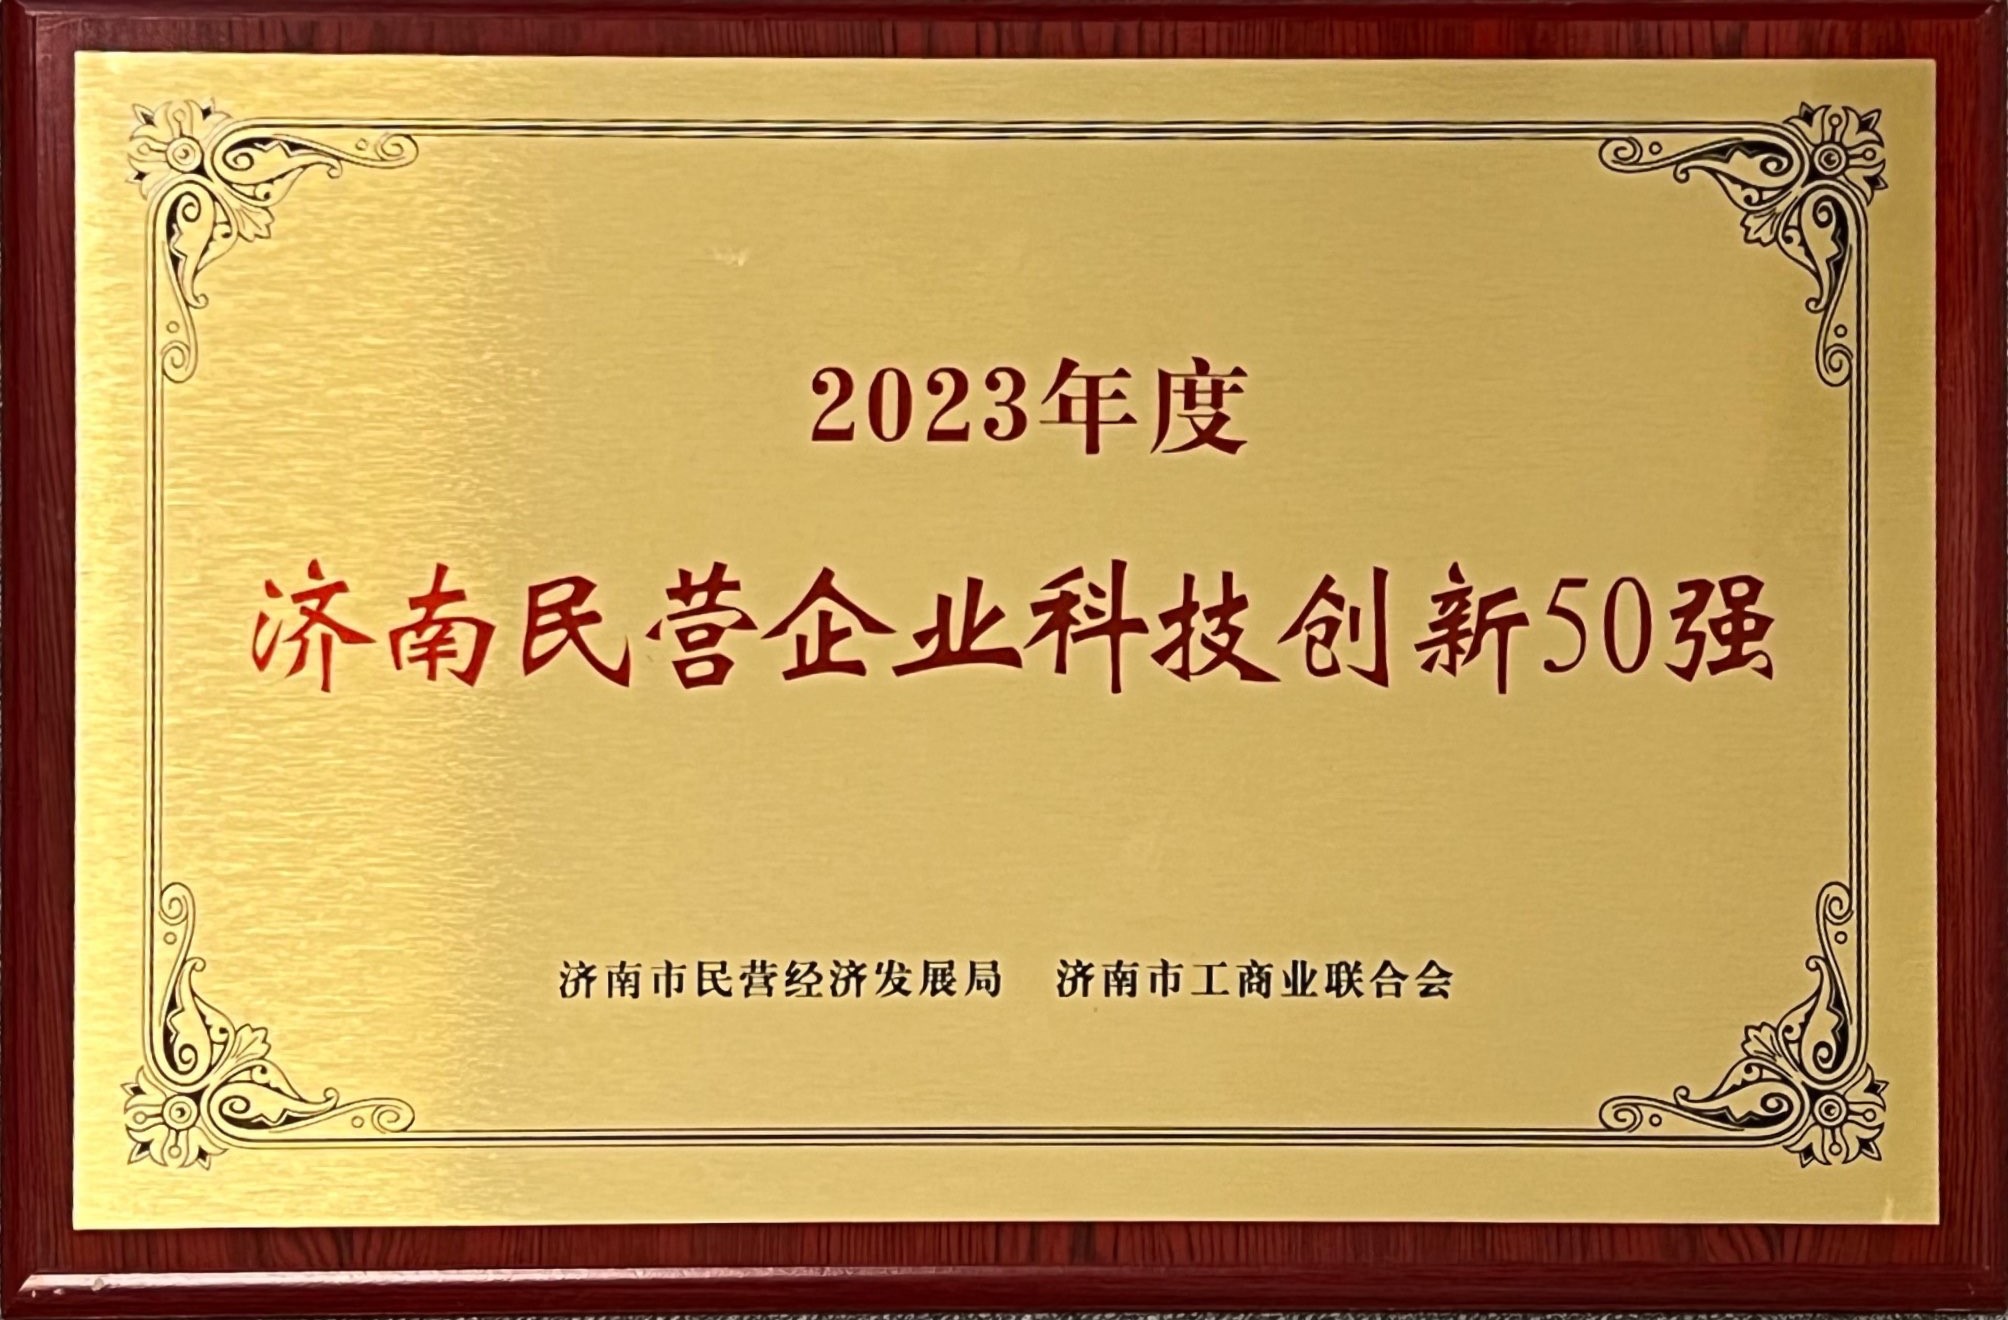 2023年度
济南民营企业科技创新50强
济南市民营经济发展局 济南市工商业联合会